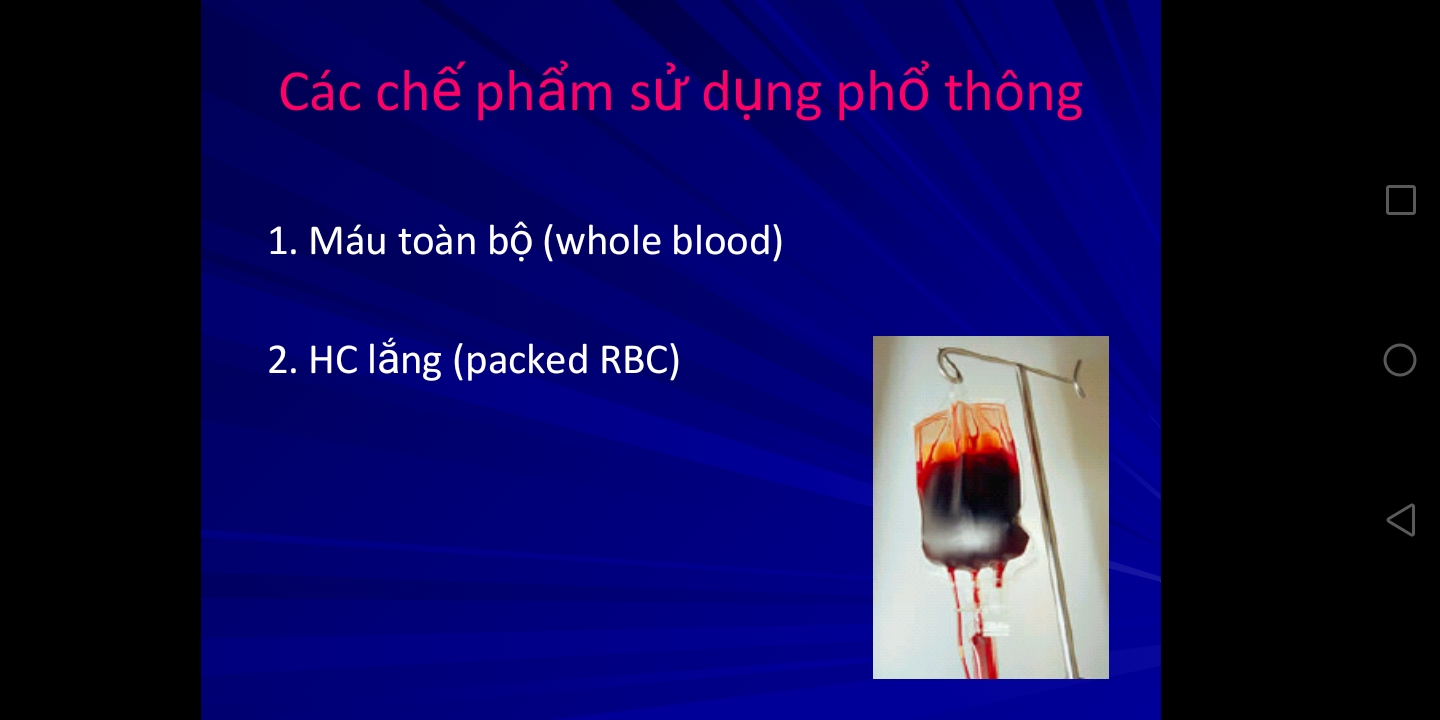 Các chế phẩm sử dụng phổ thông
1. Máu toàn bộ (whole blood)
2. HC lắng (packed RBC)